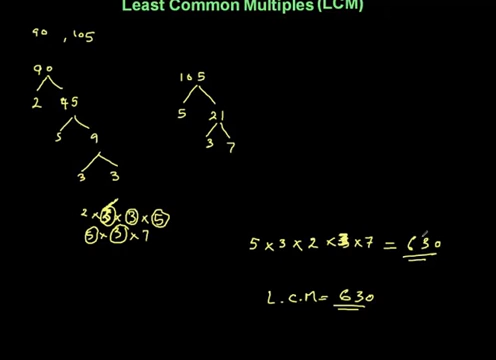 Least Common Multiples (LCM)
90 , 105
90
105
2 45
5 21
5 9
3 7
3 3
2 × 3 × 3 × 5
5 × 3 × 7
5 × 3 × 2 × 3 × 7 = 630
L.C.M = 630